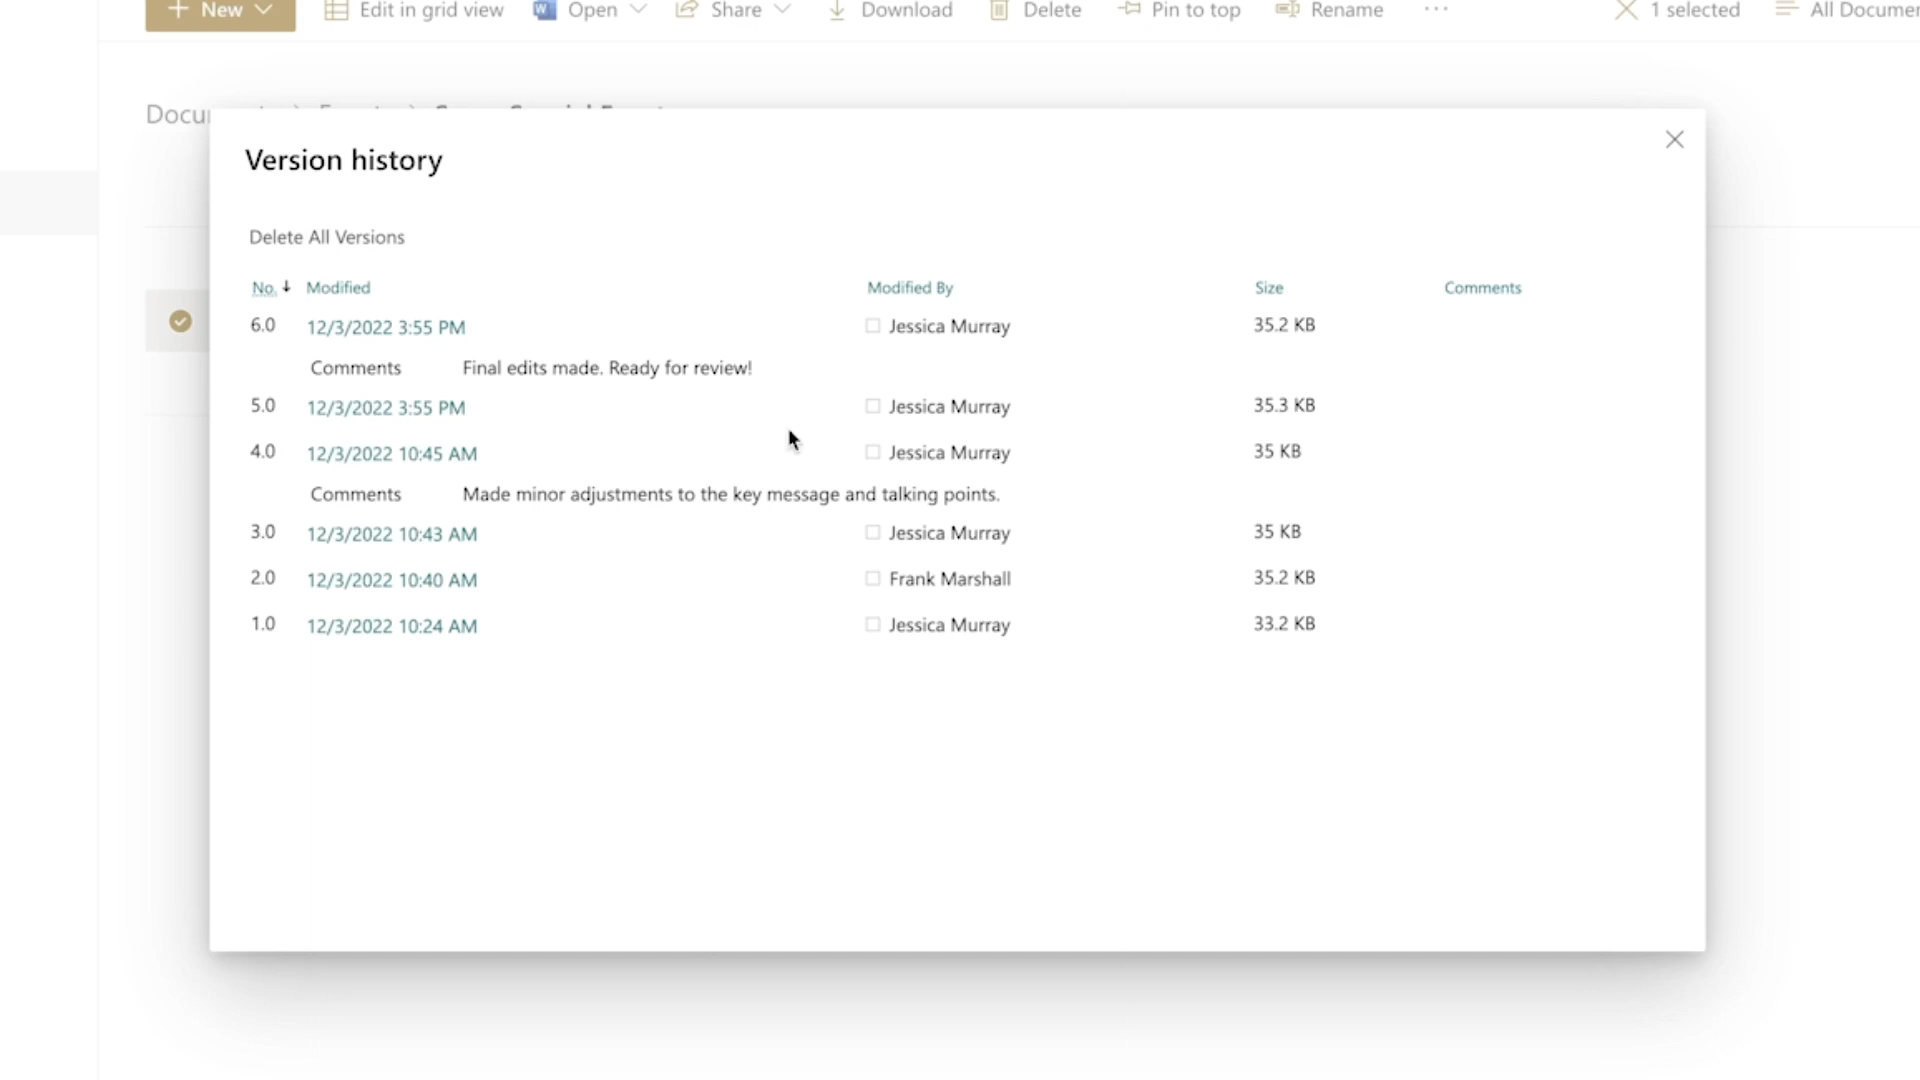 New
Edit in grid view
Open
Share
Download
Delete
Pin to top
Rename
1 selected
All Documen
Docu
Version history
Delete All Versions
No. Modified Modified By Size Comments
6.0 12/3/2022 3:55 PM Jessica Murray 35.2 KB
Comments Final edits made. Ready for review!
5.0 12/3/2022 3:55 PM Jessica Murray 35.3 KB
4.0 12/3/2022 10:45 AM Jessica Murray 35 KB
Comments Made minor adjustments to the key message and talking points.
3.0 12/3/2022 10:43 AM Jessica Murray 35 KB
2.0 12/3/2022 10:40 AM Frank Marshall 35.2 KB
1.0 12/3/2022 10:24 AM Jessica Murray 33.2 KB